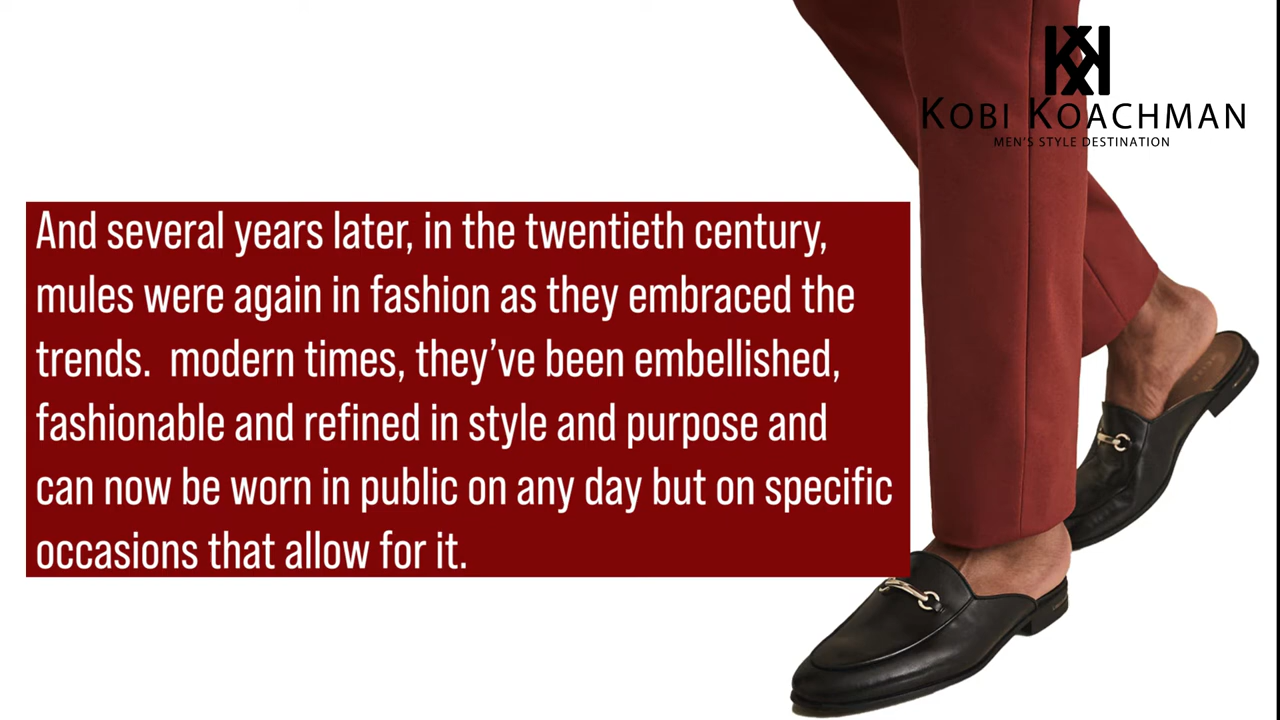 KOBI KOACHMAN
MEN'S STYLE DESTINATION
And several years later, in the twentieth century,
mules were again in fashion as they embraced the
trends.  modern times, they’ve been embellished,
fashionable and refined in style and purpose and
can now be worn in public on any day but on specific
occasions that allow for it.